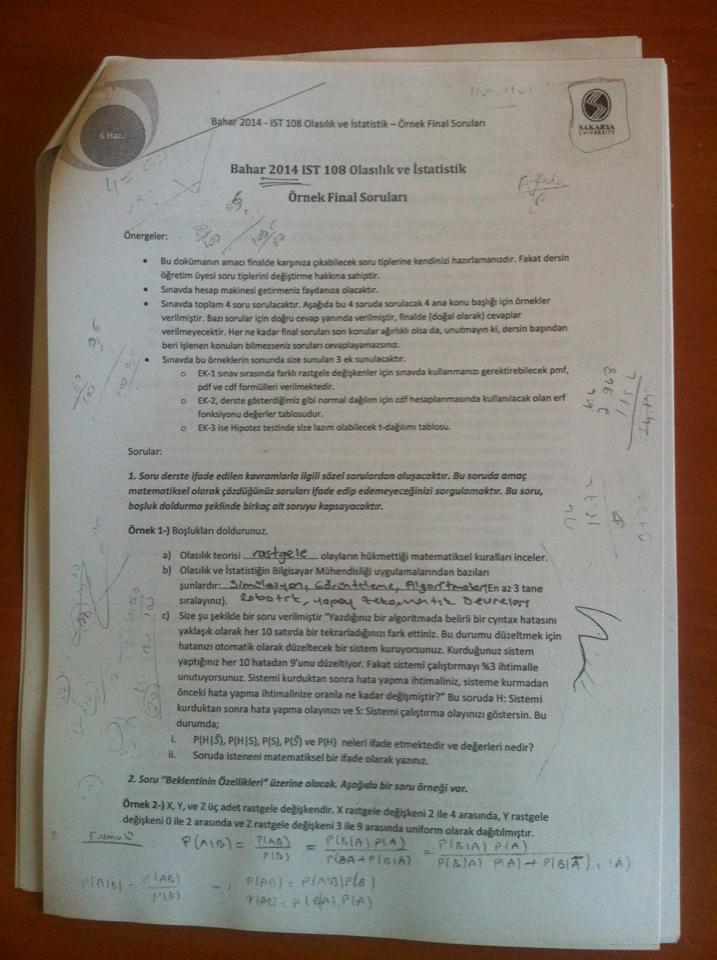 6 Haz.
Bahar 2014 - IST 108 Olasılık ve İstatistik – Örnek Final Soruları
SAKARYA
UNIVERSITY
Bahar 2014 IST 108 Olasılık ve İstatistik
Örnek Final Soruları
Önergeler:
• Bu dokümanın amacı finalde karşınıza çıkabilecek soru tiplerine kendinizi hazırlamanızdır. Fakat dersin
öğretim üyesi soru tiplerini değiştirme hakkına sahiptir.
• Sınavda hesap makinesi getirmeniz faydanıza olacaktır.
• Sınavda toplam 4 soru sorulacaktır. Aşağıda bu 4 soruda sorulacak 4 ana konu başlığı için örnekler
verilmiştir. Bazı sorular için doğru cevap yanında verilmiştir, finalde (doğal olarak) cevaplar
verilmeyecektir. Her ne kadar final soruları son konular ağırlıklı olsa da, unutmayın ki, dersin başından
beri işlenen konuları bilmezseniz soruları cevaplayamazsınız.
• Sınavda bu örneklerin sonunda size sunulan 3 ek sunulacaktır.
o EK-1 sınav sırasında farklı rastgele değişkenler için sınavda kullanmanızı gerektirebilecek pmf,
pdf ve cdf formülleri verilmektedir.
o EK-2, derste gösterdiğimiz gibi normal dağılım için cdf hesaplanmasında kullanılacak olan erf
fonksiyonu değerler tablosudur.
o EK-3 ise Hipotez testinde size lazım olabilecek t-dağılımı tablosu.
Sorular:
1. Soru derste ifade edilen kavramlarla ilgili sözel sorulardan oluşacaktır. Bu soruda amaç
matematiksel olarak çözdüğünüz soruları ifade edip edemeyeceğinizi sorgulamaktır. Bu soru,
boşluk doldurma şeklinde birkaç alt soruyu kapsayacaktır.
Örnek 1-) Boşlukları doldurunuz.
a) Olasılık teorisi rastgele olayların hükmettiği matematiksel kuralları inceler.
b) Olasılık ve İstatistiğin Bilgisayar Mühendisliği uygulamalarından bazıları
şunlardır: Simülasyon, Görüntüleme, Algoritmalar (En az 3 tane
sıralayınız). Robotik, yapay zeka, Devreler
c) Size şu şekilde bir soru verilmiştir "Yazdığınız bir algoritmada belirli bir cyntax hatasını
yaklaşık olarak her 10 satırda bir tekrarladığınızı fark ettiniz. Bu durumu düzeltmek için
hatanızı otomatik olarak düzeltecek bir sistem kuruyorsunuz. Kurduğunuz sistem
yaptığınız her 10 hatadan 9'unu düzeltiyor. Fakat sistemi çalıştırmayı %3 ihtimalle
unutuyorsunuz. Sistemi kurduktan sonra hata yapma ihtimaliniz, sisteme kurmadan
önceki hata yapma ihtimalinize oranla ne kadar değişmiştir?" Bu soruda H: Sistemi
kurduktan sonra hata yapma olayınızı ve S: Sistemi çalıştırma olayınızı göstersin. Bu
durumda;
i. P(H|S̄), P(H|S), P(S), P(S̄) ve P(H) neleri ifade etmektedir ve değerleri nedir?
ii. Soruda isteneni matematiksel bir ifade olarak yazınız.
2. Soru "Beklentinin Özellikleri" üzerine olacak. Aşağıda bir soru örneği var.
Örnek 2-) X, Y, ve Z üç adet rastgele değişkendir. X rastgele değişkeni 2 ile 4 arasında, Y rastgele
değişkeni 0 ile 2 arasında ve Z rastgele değişkeni 3 ile 9 arasında uniform olarak dağıtılmıştır.
Formül P(A|B) = P(AB)/P(B) = P(B|A).P(A)/P(BA+P(B|Ā) = P(B|A) P(A)/P(B|A) P(A) + P(B|Ā)
P(A|B) = P(AB)/P(B) P(AB) = P(A|B)P(B)
P(AB) = P(B|A).P(A)